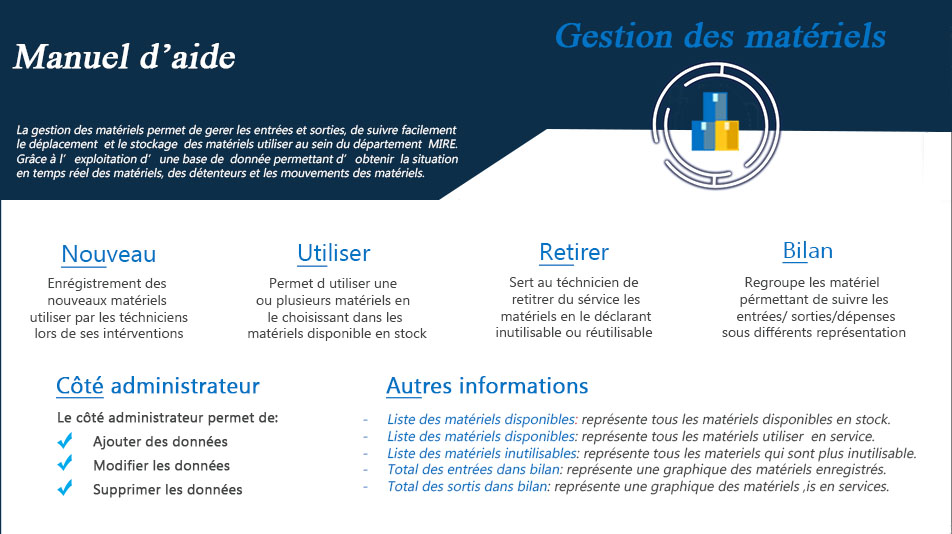 Manuel d’aide
Gestion des matériels
La gestion des matériels permet de gerer les entrées et sorties, de suivre facilement
le déplacement et le stockage des matériels utiliser au sein du département MIRE.
Grâce à l’ exploitation d’ une base de donnée permettant d’ obtenir la situation
en temps réel des matériels, des détenteurs et les mouvements des matériels.
Nouveau
Enrégistrement des
nouveaux matériels
utiliser par les téchniciens
lors de ses intérventions
Utiliser
Permet d utiliser une
ou plusieurs matériels en
le choisissant dans les
matériels disponible en stock
Retirer
Sert au téchnicien de
retitrer du sérvice les
matériels en le déclarant
inutilisable ou réutilisable
Bilan
Regroupe les matériel
pérmettant de suivre les
entrées/ sorties/dépenses
sous différents représentation
Côté administrateur
Le côté administrateur permet de:
Ajouter des données
Modifier les données
Supprimer les données
Autres informations
- Liste des matériels disponibles: représente tous les matériels disponibles en stock.
- Liste des matériels disponibles: représente tous les matériels utiliser en service.
- Liste des matériels inutilisables: représente tous les materiels qui sont plus inutilisable.
- Total des entrées dans bilan: représente une graphique des matériels enregistrés.
- Total des sortis dans bilan: représente une graphique des matériels ,is en services.